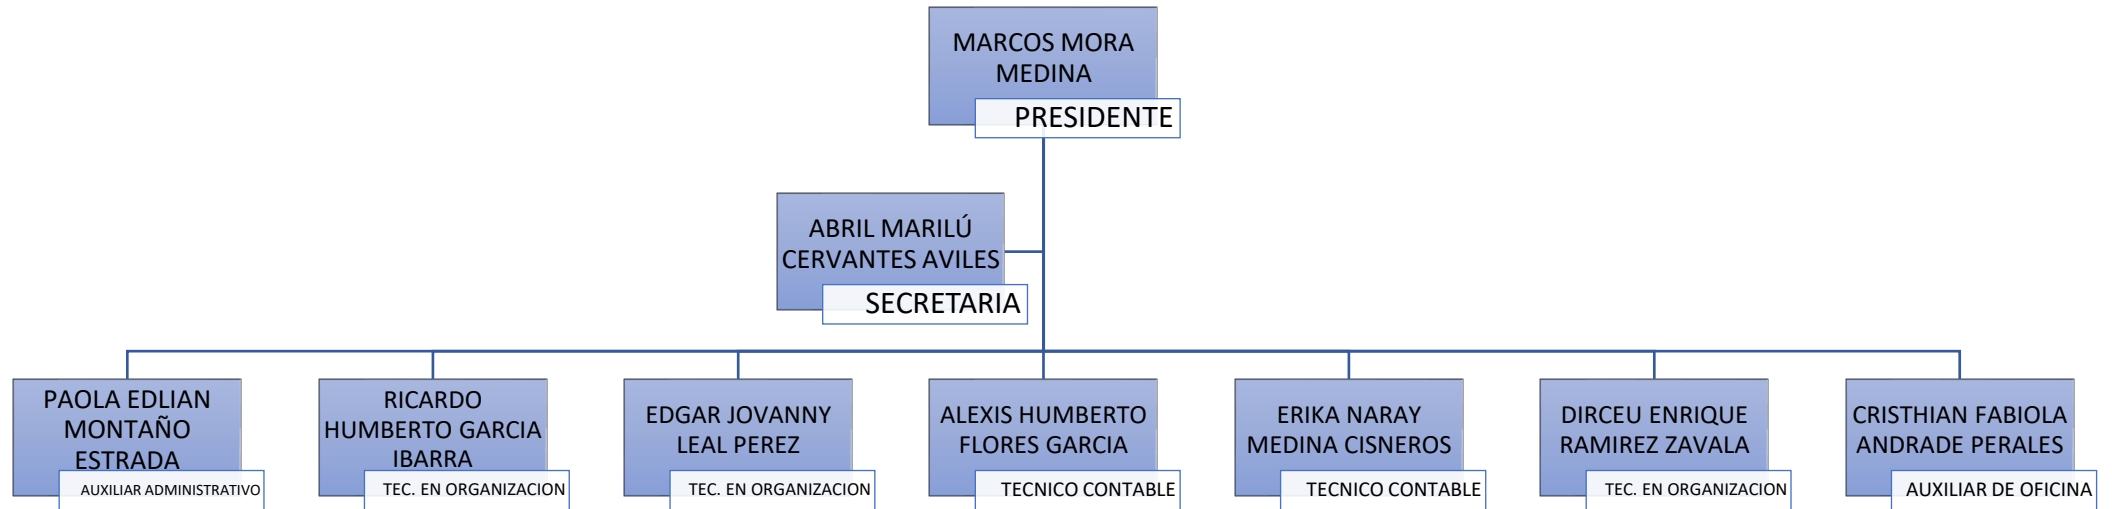 MARCOS MORA
MEDINA
PRESIDENTE
ABRIL MARILÚ
CERVANTES AVILES
SECRETARIA
PAOLA EDLIAN
MONTAÑO
ESTRADA
AUXILIAR ADMINISTRATIVO
RICARDO
HUMBERTO GARCIA
IBARRA
TEC. EN ORGANIZACION
EDGAR JOVANNY
LEAL PEREZ
TEC. EN ORGANIZACION
ALEXIS HUMBERTO
FLORES GARCIA
TECNICO CONTABLE
ERIKA NARAY
MEDINA CISNEROS
TECNICO CONTABLE
DIRCEU ENRIQUE
RAMIREZ ZAVALA
TEC. EN ORGANIZACION
CRISTHIAN FABIOLA
ANDRADE PERALES
AUXILIAR DE OFICINA